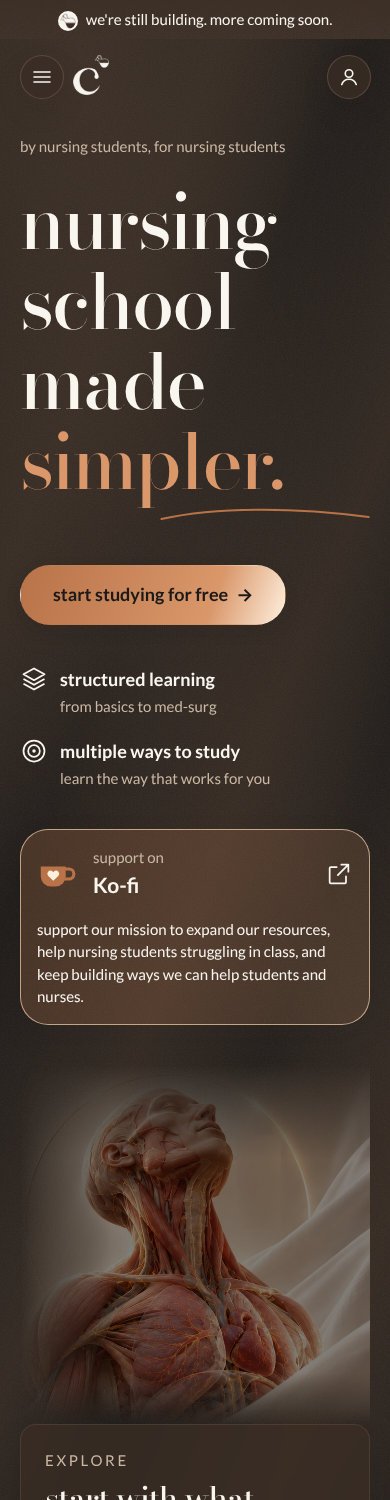 we're still building. more coming soon.
c
by nursing students, for nursing students
nursing
school
made
simpler.
start studying for free →
structured learning
from basics to med-surg
multiple ways to study
learn the way that works for you
support on
Ko-fi
support our mission to expand our resources,
help nursing students struggling in class, and
keep building ways we can help students and
nurses.
EXPLORE
start with what